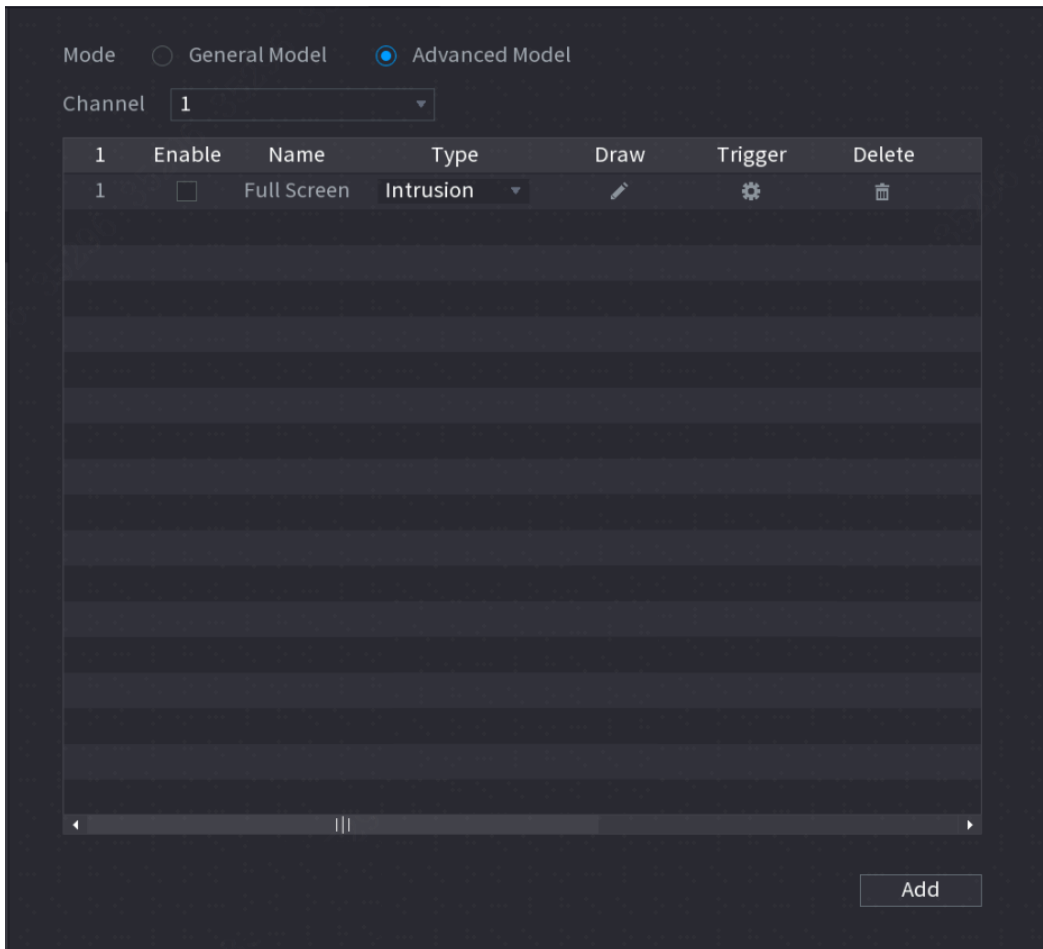 Mode General Model Advanced Model
Channel 1
1 Enable Name Type Draw Trigger Delete
1 Full Screen Intrusion
Add